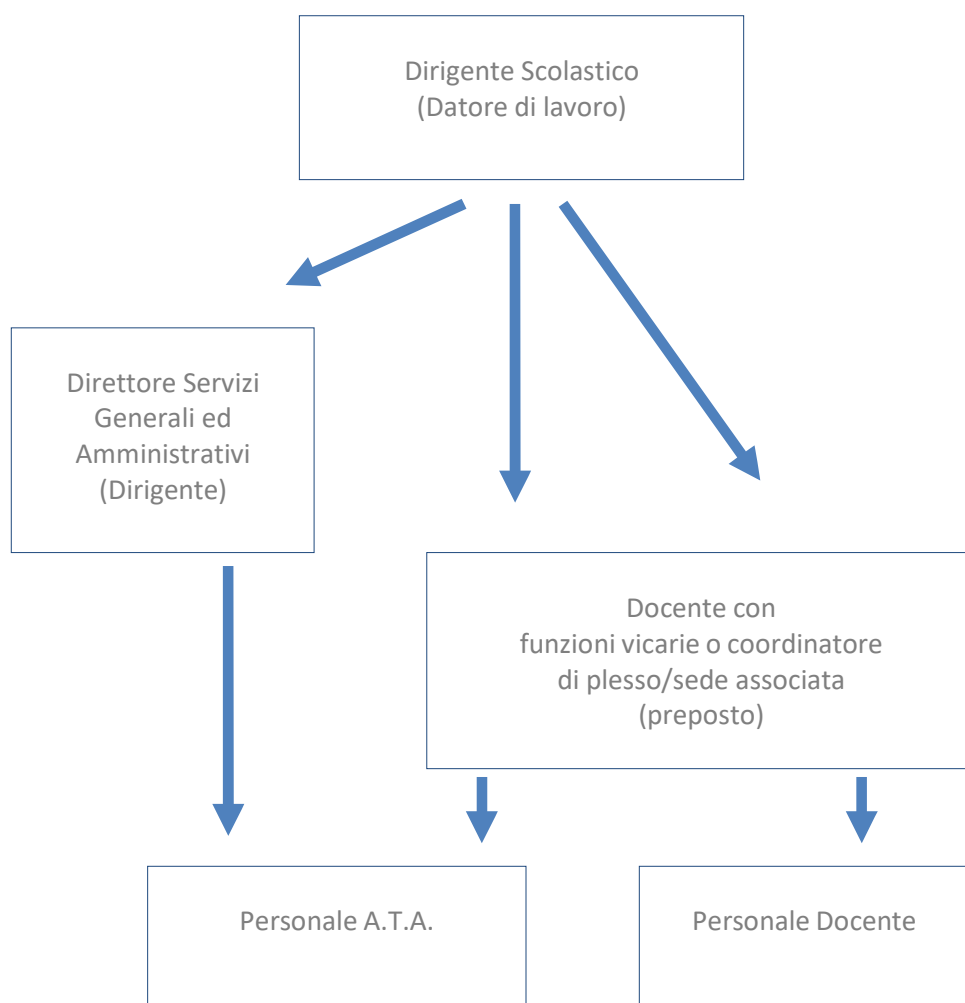 Dirigente Scolastico
(Datore di lavoro)
Direttore Servizi
Generali ed
Amministrativi
(Dirigente)
Docente con
funzioni vicarie o coordinatore
di plesso/sede associata
(preposto)
Personale A.T.A.
Personale Docente